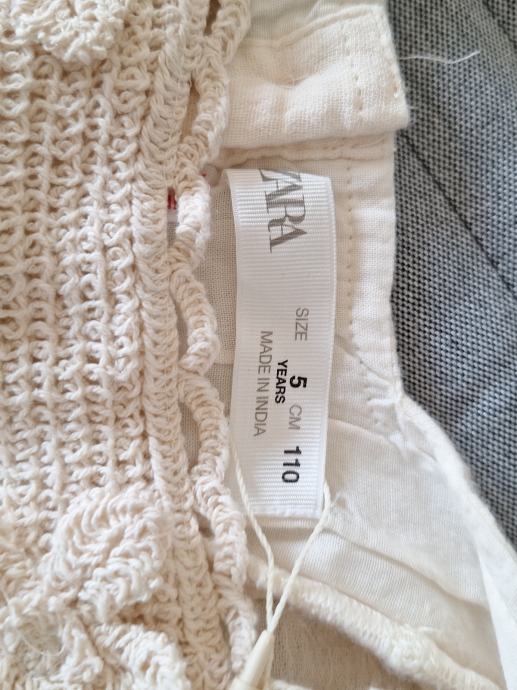 ZARA
SIZE 5 CM 110
YEARS
MADE IN INDIA